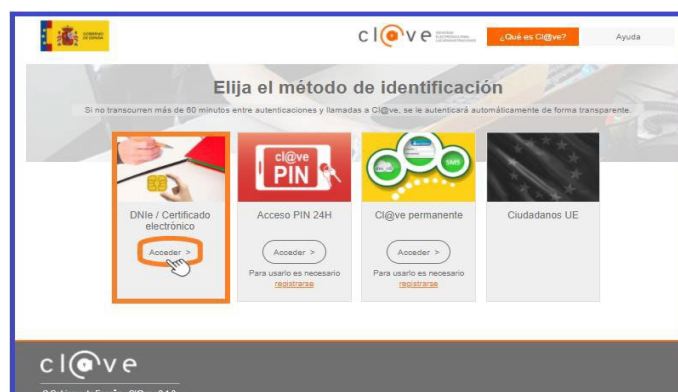 GOBIERNO
DE ESPAÑA
cl@ve
¿Qué es Cl@ve?
Ayuda
Elija el método de identificación
Si no transcurren más de 60 minutos entre autenticaciones y llamadas a Cl@ve, se le autenticará automáticamente de forma transparente.
cl@ve
PIN
SMS
DNIe / Certificado
electrónico
Acceder >
Acceso PIN 24H
Acceder >
Para usarlo es necesario
registrarse
Cl@ve permanente
Acceder >
Para usarlo es necesario
registrarse
Ciudadanos UE
cl@ve